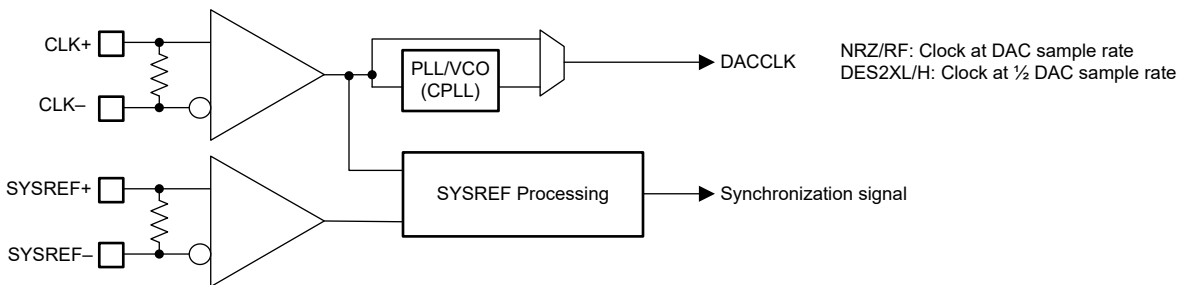 CLK+
CLK–
PLL/VCO
(CPLL)
DACCLK
NRZ/RF: Clock at DAC sample rate
DES2XL/H: Clock at ½ DAC sample rate
SYSREF+
SYSREF–
SYSREF Processing
Synchronization signal